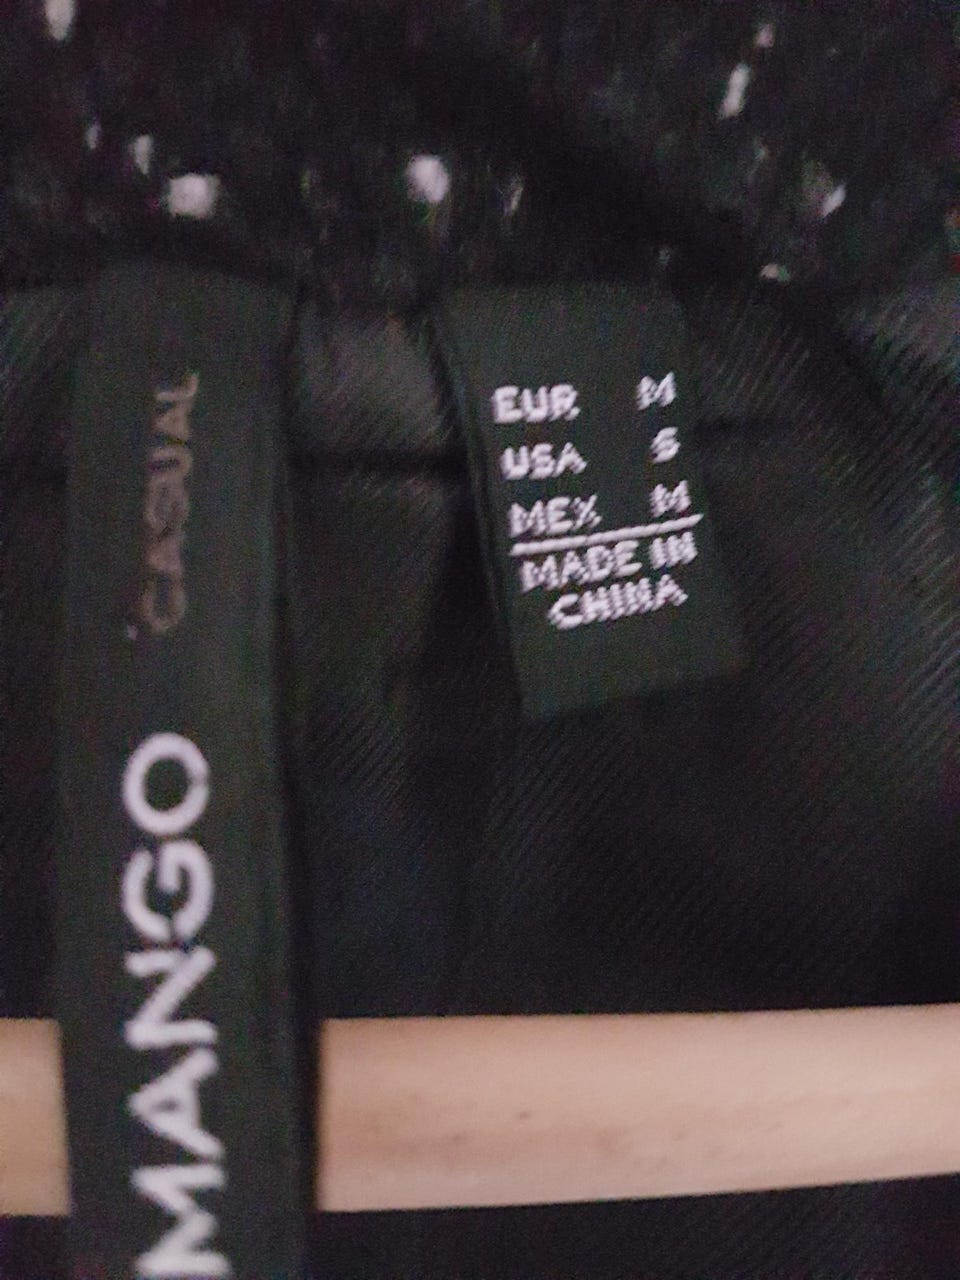 MANGO CASUAL
EUR M
USA S
MEX M
MADE IN
CHINA